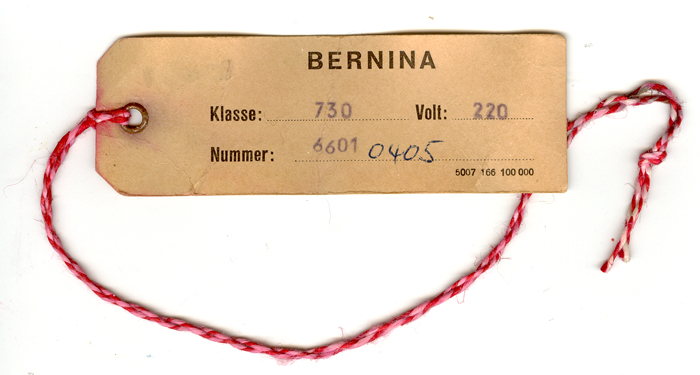 BERNINA
Klasse: 730 Volt: 220
Nummer: 6601 0405
5007 166 100 000